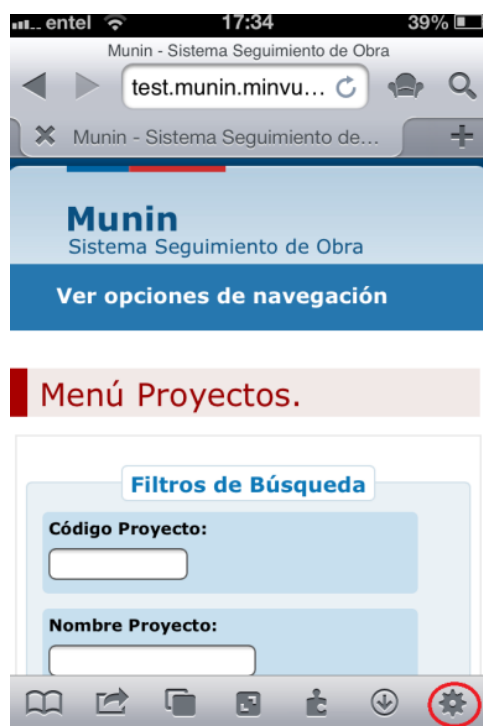 entel 17:34 39%
Munin - Sistema Seguimiento de Obra
test.munin.minvu...
Munin - Sistema Seguimiento de...
Munin
Sistema Seguimiento de Obra
Ver opciones de navegación
Menú Proyectos.
Filtros de Búsqueda
Código Proyecto:
Nombre Proyecto: